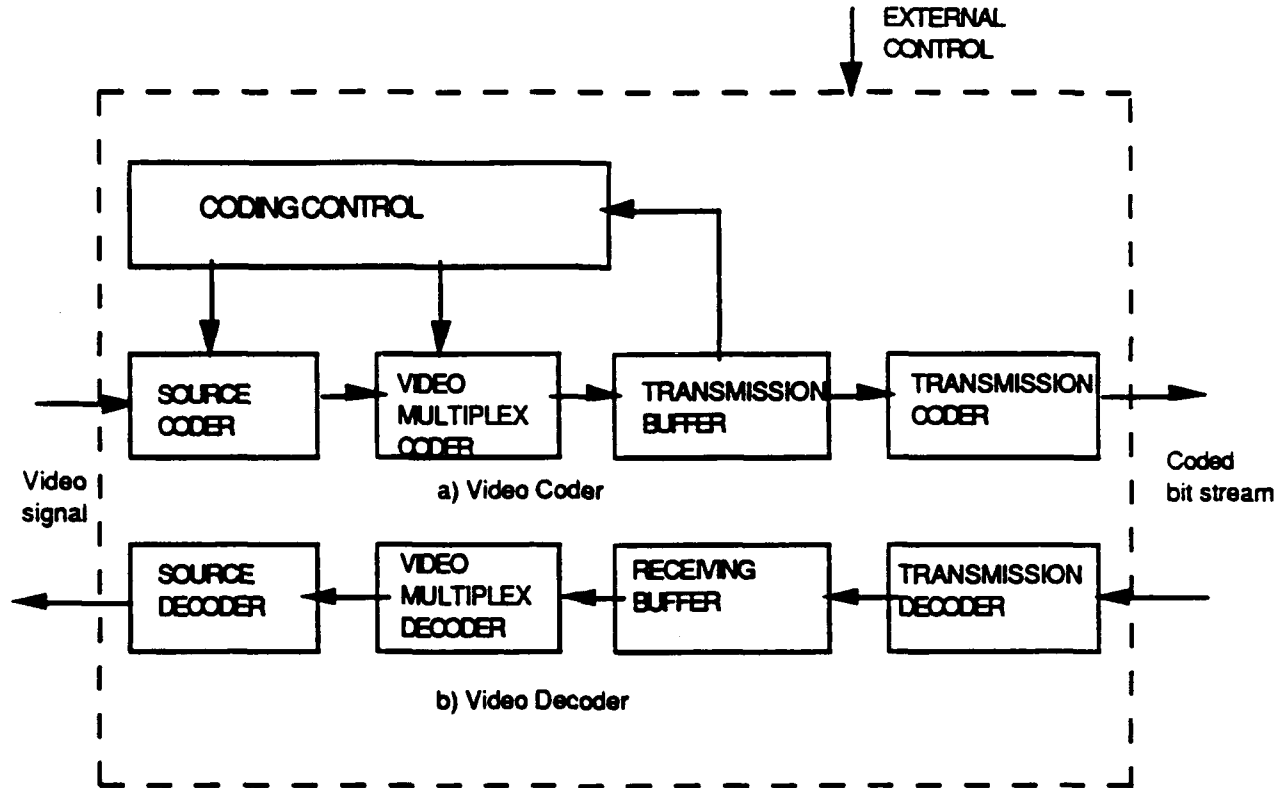 EXTERNAL
CONTROL
CODING CONTROL
SOURCE
CODER
VIDEO
MULTIPLEX
CODER
TRANSMISSION
BUFFER
TRANSMISSION
CODER
a) Video Coder
Video
signal
Coded
bit stream
SOURCE
DECODER
VIDEO
MULTIPLEX
DECODER
RECEIVING
BUFFER
TRANSMISSION
DECODER
b) Video Decoder